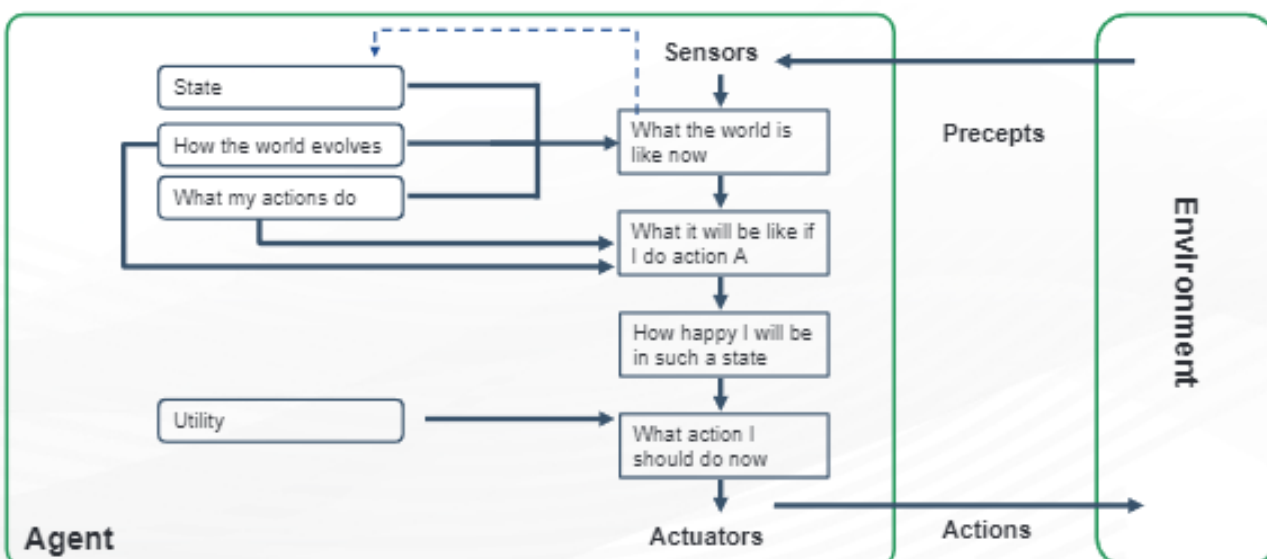 Sensors
State
What the world is
like now
How the world evolves
Precepts
What my actions do
What it will be like if
I do action A
Environment
How happy I will be
in such a state
Utility
What action I
should do now
Agent
Actuators
Actions